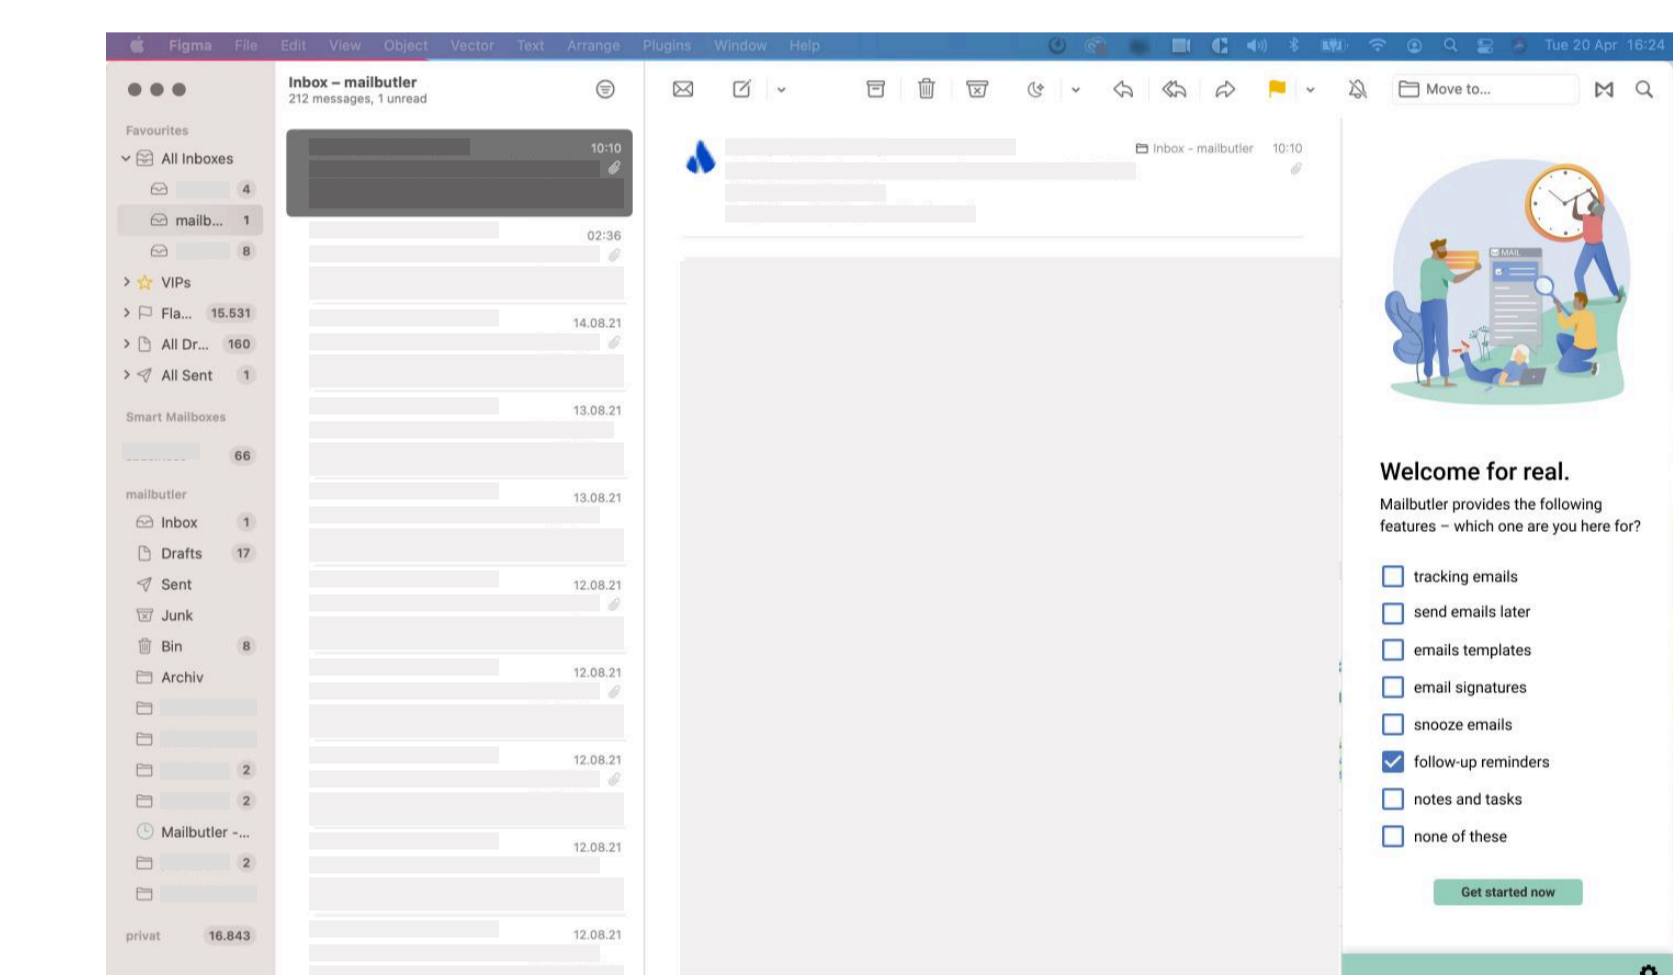 Figma File Edit View Object Vector Text Arrange Plugins Window Help Tue 20 Apr 16:24
Inbox – mailbutler
212 messages, 1 unread
Move to...
Favourites
All Inboxes
4
mailb... 1
8
VIPs
Fla... 15.531
All Dr... 160
All Sent 1
Smart Mailboxes
66
mailbutler
Inbox 1
Drafts 17
Sent
Junk
Bin 8
Archiv
2
2
Mailbutler -...
2
privat 16.843
10:10
02:36
14.08.21
13.08.21
13.08.21
12.08.21
12.08.21
12.08.21
12.08.21
12.08.21
Inbox - mailbutler 10:10
MAIL
Welcome for real.
Mailbutler provides the following
features – which one are you here for?
tracking emails
send emails later
emails templates
email signatures
snooze emails
follow-up reminders
notes and tasks
none of these
Get started now